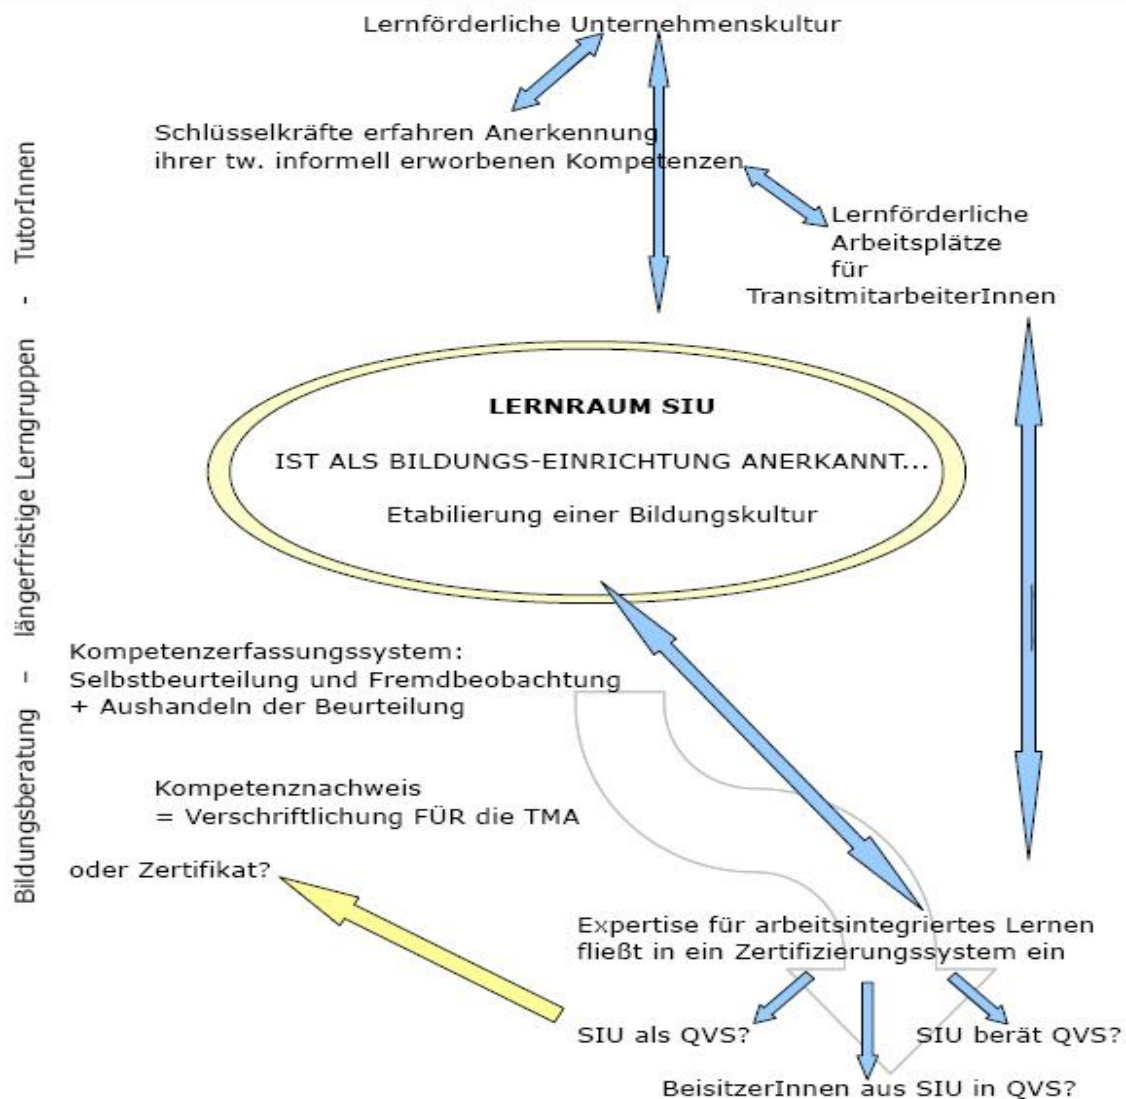 Lernförderliche Unternehmenskultur
Schlüsselkräfte erfahren Anerkennung
ihrer tw. informell erworbenen Kompetenzen
Lernförderliche
Arbeitsplätze
für
TransitmitarbeiterInnen
Bildungsberatung – längerfristige Lerngruppen - TutorInnen
LERNRAUM SIU
IST ALS BILDUNGS-EINRICHTUNG ANERKANNT...
Etabilierung einer Bildungskultur
Kompetenzerfassungssystem:
Selbstbeurteilung und Fremdbeobachtung
+ Aushandeln der Beurteilung
Kompetenznachweis
= Verschriftlichung FÜR die TMA
oder Zertifikat?
Expertise für arbeitsintegriertes Lernen
fließt in ein Zertifizierungssystem ein
SIU als QVS?
SIU berät QVS?
BeisitzerInnen aus SIU in QVS?